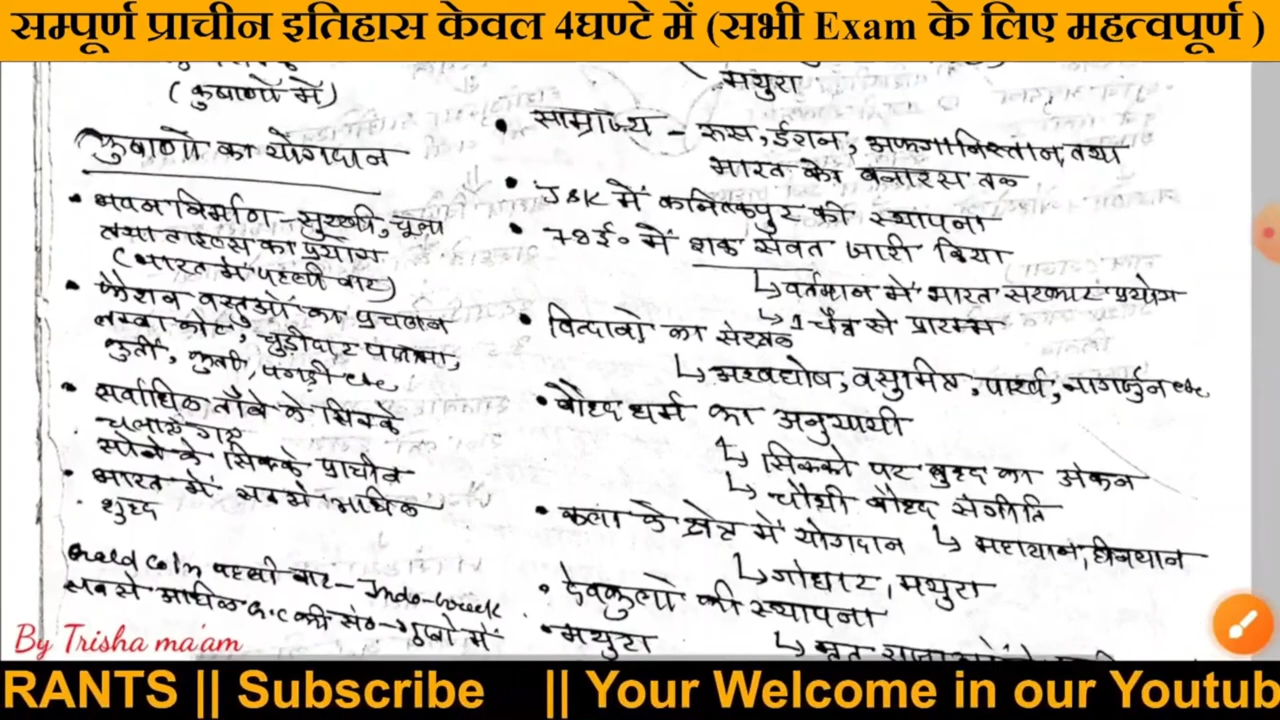 सम्पूर्ण प्राचीन इतिहास केवल 4घण्टे में (सभी Exam के लिए महत्वपूर्ण )
(कुषाणों में)
कुषाणों का योगदान
• भवन निर्माण - सुरखी, चूना
तथा टाइल्स का प्रयोग
(भारत में पहली बार)
• फैशन वस्तुओं का प्रचलन
लम्बा कोट, चुड़ीदार पजामा,
कुर्ता, पगड़ी etc
• सर्वाधिक ताँबे के सिक्के
चलाए गए
सोने के सिक्के प्राचीन
• भारत में सबसे अधिक
शुद्ध
Gold Coin पहली बार - Indo-Greek
सबसे अधिक G.C की सं० - गुप्तों में
मथुरा
• साम्राज्य - रूस, ईरान, अफगानिस्तान, तथा
भारत के बनारस तक
• J&K में कनिष्कपुर की स्थापना
• 78ई० में शक संवत जारी किया
↳ वर्तमान में भारत सरकार प्रयोग
↳ 1 चैत्र से प्रारम्भ
• विद्वानों का संरक्षक
↳ अश्वघोष, वसुमित्र, पार्श्व, नागार्जुन etc
• बौद्ध धर्म का अनुयायी
↳ सिक्को पर बुद्ध का अंकन
↳ चौथी बौद्ध संगीति
↳ महायान, हीनयान
• कला के क्षेत्र में योगदान
↳ गांधार, मथुरा
• देवकुलों की स्थापना
• मथुरा
By Trisha ma'am
RANTS || Subscribe || Your Welcome in our Youtub